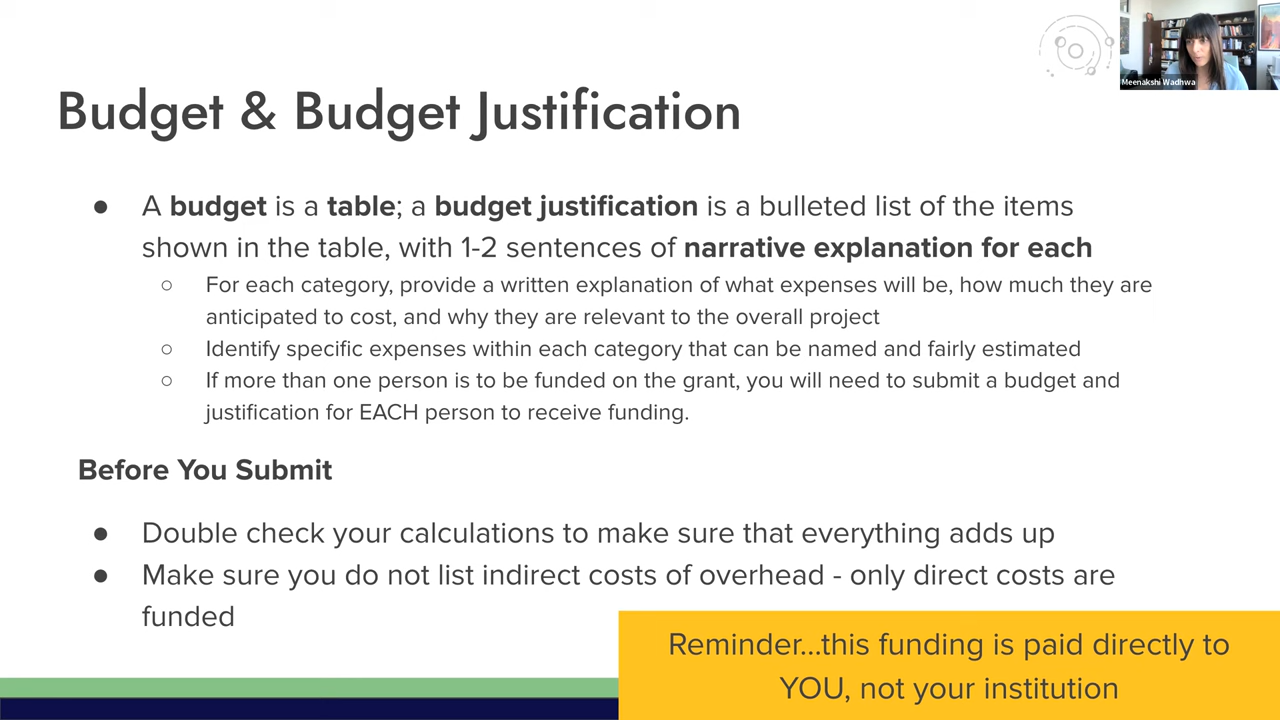 Meenakshi Wadhwa
Budget & Budget Justification
● A budget is a table; a budget justification is a bulleted list of the items
shown in the table, with 1-2 sentences of narrative explanation for each
○ For each category, provide a written explanation of what expenses will be, how much they are
anticipated to cost, and why they are relevant to the overall project
○ Identify specific expenses within each category that can be named and fairly estimated
○ If more than one person is to be funded on the grant, you will need to submit a budget and
justification for EACH person to receive funding.
Before You Submit
● Double check your calculations to make sure that everything adds up
● Make sure you do not list indirect costs of overhead - only direct costs are
funded
Reminder...this funding is paid directly to
YOU, not your institution